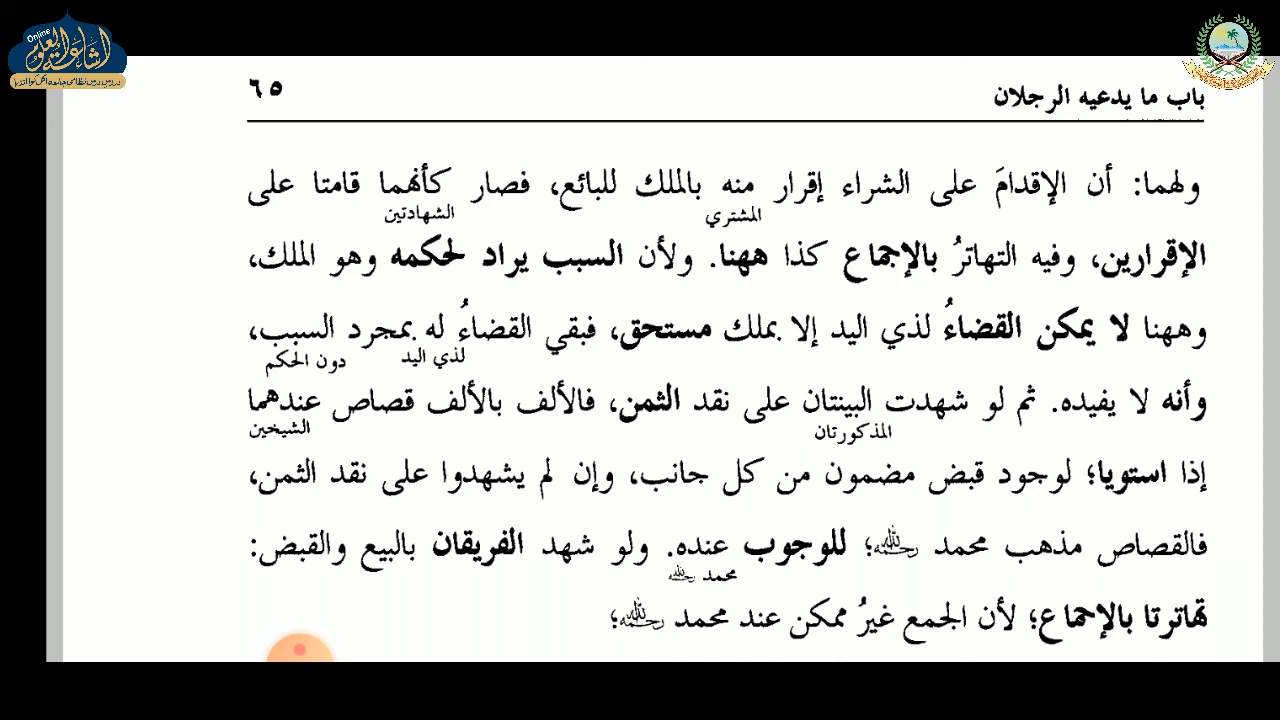 Online
اشاعۃ العلوم
باب ما يدعيه الرجلان
٦٥
ولهما: أن الإقدامَ على الشراء إقرار منه بالملك للبائع، فصار كأنهما قامتا على
المشتري الشهادتين
الإقرارين، وفيه التهاترُ بالإجماع كذا ههنا. ولأن السبب يراد لحكمه وهو الملك،
وههنا لا يمكن القضاءُ لذي اليد إلا بملك مستحق، فبقي القضاءُ له بمجرد السبب،
لذي اليد دون الحكم
وأنه لا يفيده. ثم لو شهدت البينتان على نقد الثمن، فالألف بالألف قصاص عندهما
المذكورتان الشيخين
إذا استويا؛ لوجود قبض مضمون من كل جانب، وإن لم يشهدوا على نقد الثمن،
فالقصاص مذهب محمد رحمه الله؛ للوجوب عنده. ولو شهد الفريقان بالبيع والقبض:
محمد رحمه الله
تهاترتا بالإجماع؛ لأن الجمع غيرُ ممكن عند محمد رحمه الله؛